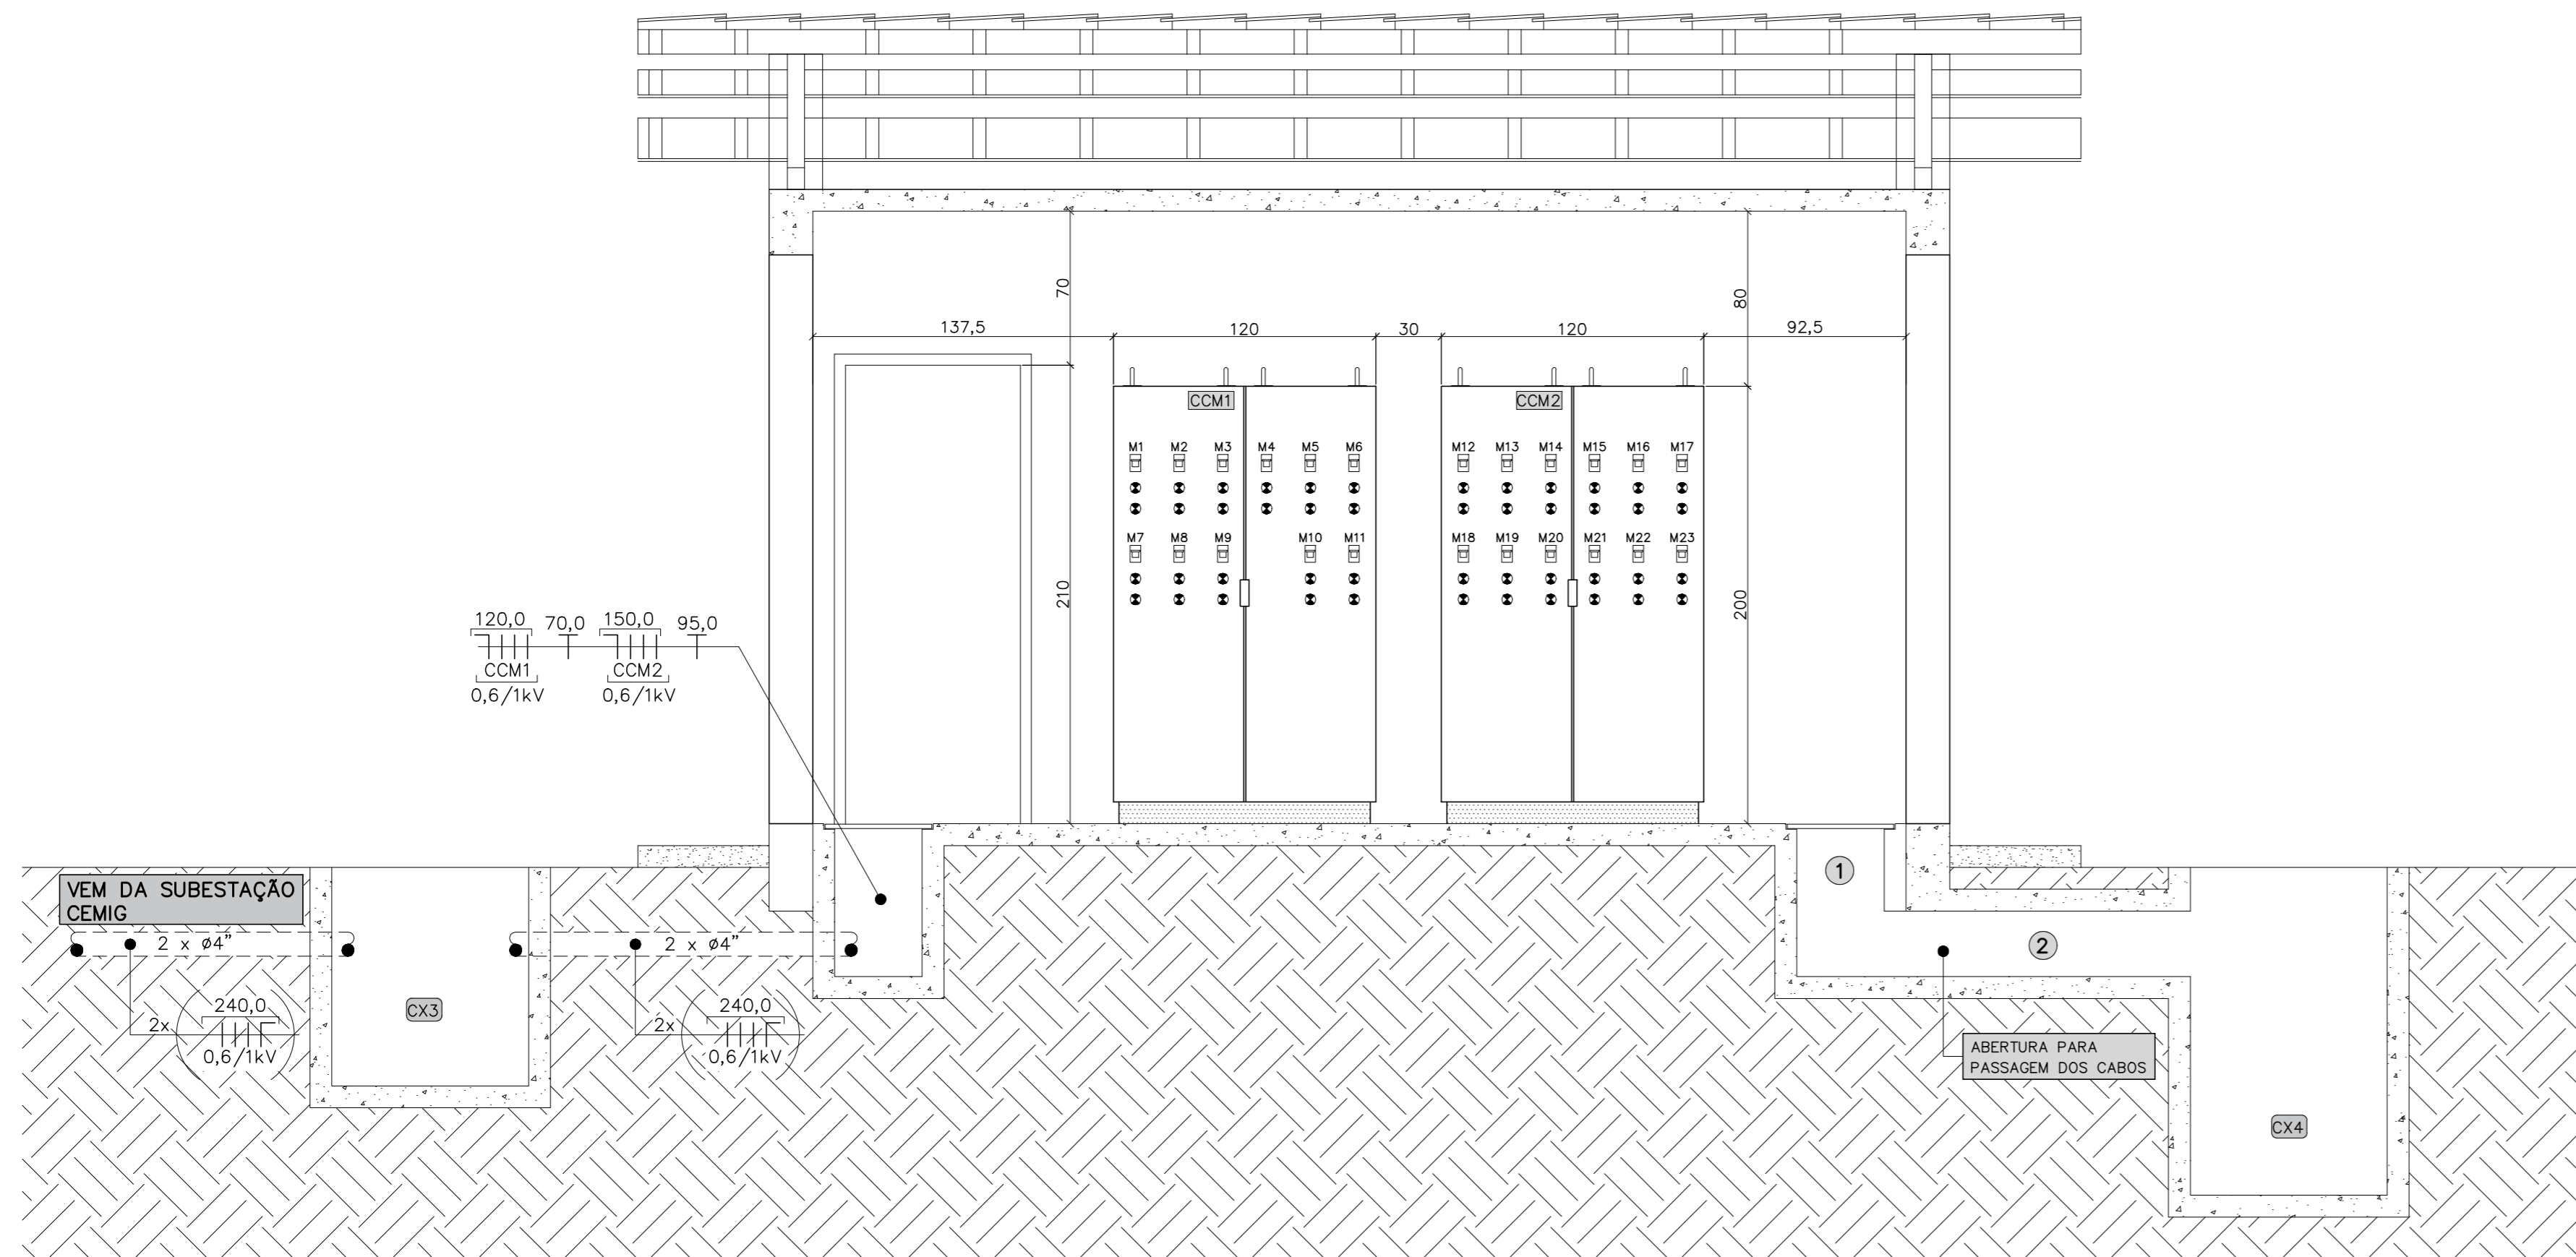 70
80
137,5
120
30
120
92,5
CCM1
CCM2
M1 M2 M3 M4 M5 M6
M12 M13 M14 M15 M16 M17
M7 M8 M9 M10 M11
M18 M19 M20 M21 M22 M23
210
200
120,0 70,0 150,0 95,0
CCM1 CCM2
0,6/1kV 0,6/1kV
VEM DA SUBESTAÇÃO
CEMIG
2 x ø4”
2 x ø4”
1
2
CX3
240,0
2x
0,6/1kV
240,0
2x
0,6/1kV
ABERTURA PARA
PASSAGEM DOS CABOS
CX4